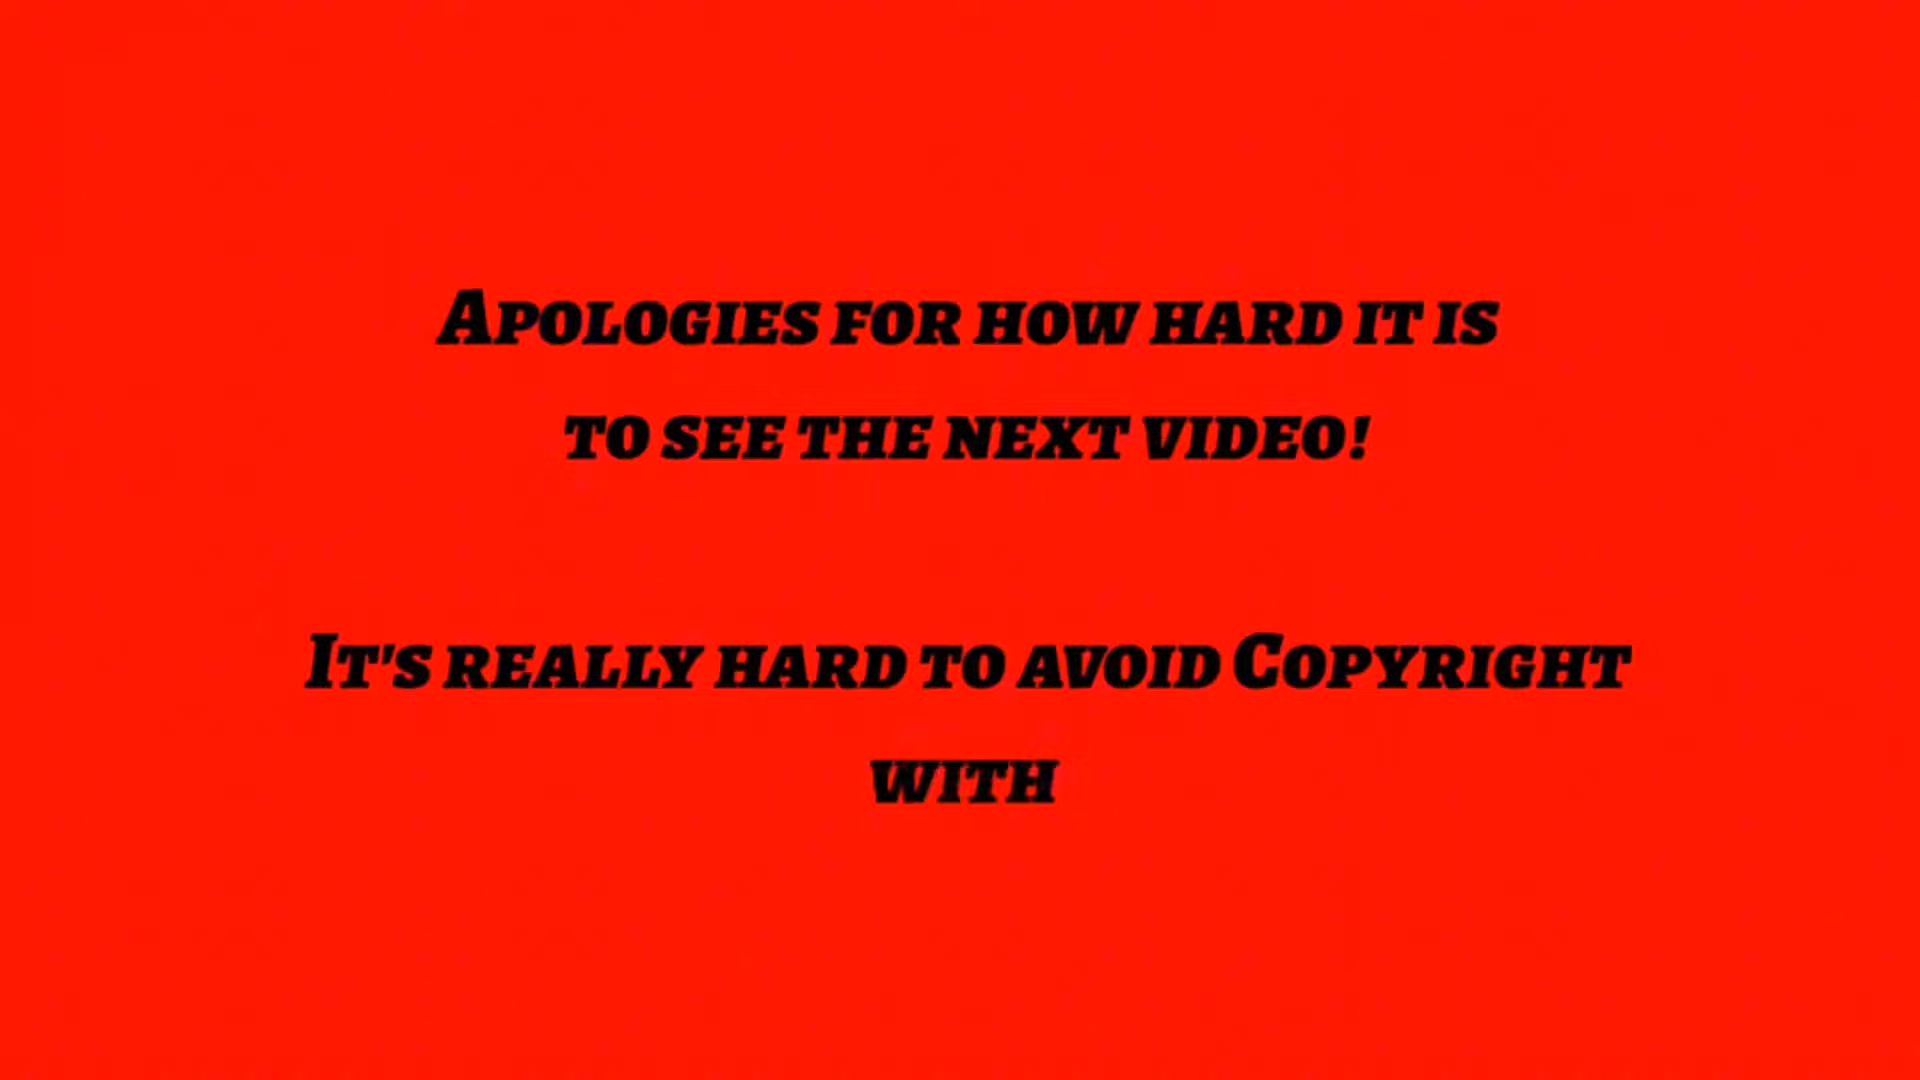 Apologies for how hard it is
to see the next video!
It's really hard to avoid Copyright
with